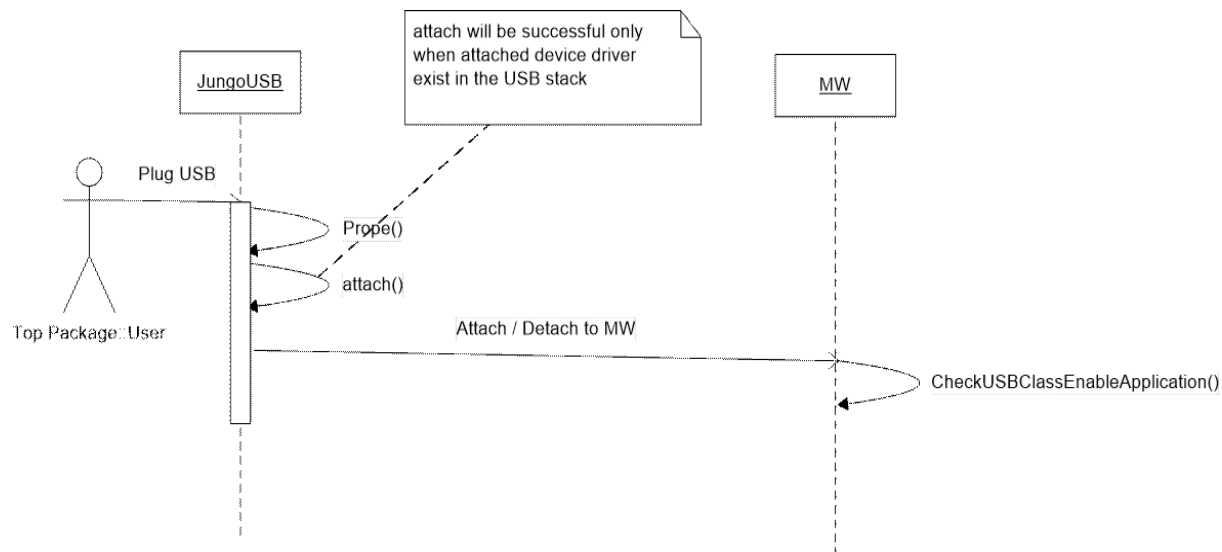 attach will be successful only
when attached device driver
exist in the USB stack
JungoUSB
MW
Plug USB
Prope()
attach()
Top Package::User
Attach / Detach to MW
CheckUSBClassEnableApplication()